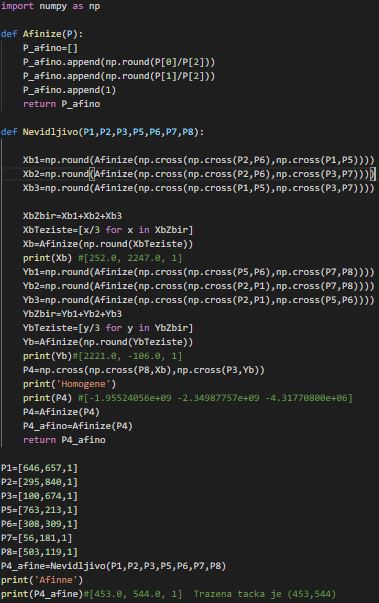 import numpy as np
def Afinize(P):
P_afino=[]
P_afino.append(np.round(P[0]/P[2]))
P_afino.append(np.round(P[1]/P[2]))
P_afino.append(1)
return P_afino
def Nevidljivo(P1,P2,P3,P5,P6,P7,P8):
Xb1=np.round(Afinize(np.cross(np.cross(P2,P6),np.cross(P1,P5))))
Xb2=np.round(Afinize(np.cross(np.cross(P2,P6),np.cross(P3,P7))))
Xb3=np.round(Afinize(np.cross(np.cross(P1,P5),np.cross(P3,P7))))
XbZbir=Xb1+Xb2+Xb3
XbTeziste=[x/3 for x in XbZbir]
Xb=Afinize(np.round(XbTeziste))
print(Xb) #[252.0, 2247.0, 1]
Yb1=np.round(Afinize(np.cross(np.cross(P5,P6),np.cross(P7,P8))))
Yb2=np.round(Afinize(np.cross(np.cross(P2,P1),np.cross(P7,P8))))
Yb3=np.round(Afinize(np.cross(np.cross(P2,P1),np.cross(P5,P6))))
YbZbir=Yb1+Yb2+Yb3
YbTeziste=[y/3 for y in YbZbir]
Yb=Afinize(np.round(YbTeziste))
print(Yb)#[2221.0, -106.0, 1]
P4=np.cross(np.cross(P8,Xb),np.cross(P3,Yb))
print('Homogene')
print(P4) #[-1.95524056e+09 -2.34987757e+09 -4.31770800e+06]
P4=Afinize(P4)
P4_afino=Afinize(P4)
return P4_afino
P1=[646,657,1]
P2=[295,840,1]
P3=[100,674,1]
P5=[763,213,1]
P6=[308,309,1]
P7=[56,181,1]
P8=[503,119,1]
P4_afine=Nevidljivo(P1,P2,P3,P5,P6,P7,P8)
print('Afinne')
print(P4_afine)#[453.0, 544.0, 1] Trazena tacka je (453,544)